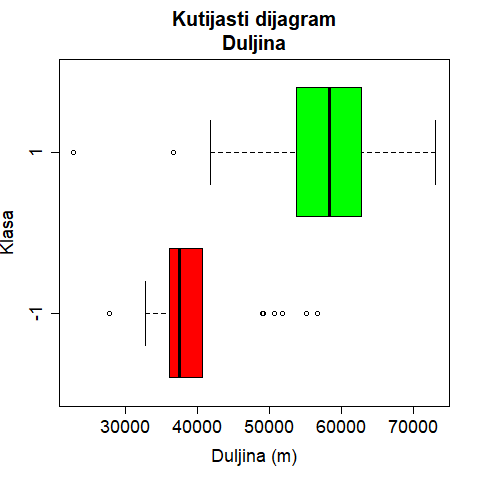 Kutijasti dijagram
Duljina
Klasa
1
-1
30000 40000 50000 60000 70000
Duljina (m)